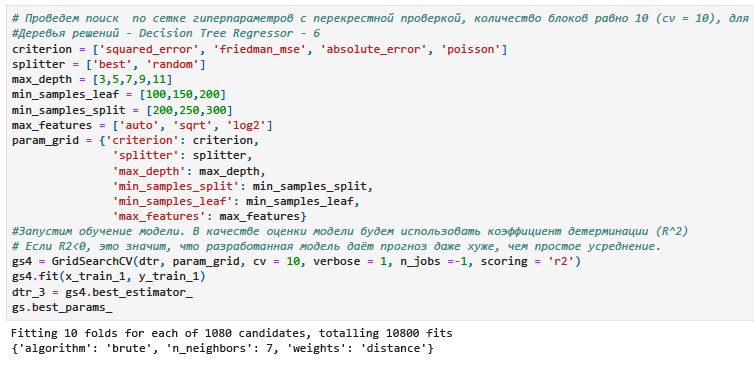 # Проведем поиск  по сетке гиперпараметров с перекрестной проверкой, количество блоков равно 10 (cv = 10), для
#Деревья решений - Decision Tree Regressor - 6
criterion = ['squared_error', 'friedman_mse', 'absolute_error', 'poisson']
splitter = ['best', 'random']
max_depth = [3,5,7,9,11]
min_samples_leaf = [100,150,200]
min_samples_split = [200,250,300]
max_features = ['auto', 'sqrt', 'log2']
param_grid = {'criterion': criterion,
              'splitter': splitter,
              'max_depth': max_depth,
              'min_samples_split': min_samples_split,
              'min_samples_leaf': min_samples_leaf,
              'max_features': max_features}
#Запустим обучение модели. В качестве оценки модели будем использовать коэффициент детерминации (R^2)
# Если R2<0, это значит, что разработанная модель даёт прогноз даже хуже, чем простое усреднение.
gs4 = GridSearchCV(dtr, param_grid, cv = 10, verbose = 1, n_jobs =-1, scoring = 'r2')
gs4.fit(x_train_1, y_train_1)
dtr_3 = gs4.best_estimator_
gs.best_params_
Fitting 10 folds for each of 1080 candidates, totalling 10800 fits
{'algorithm': 'brute', 'n_neighbors': 7, 'weights': 'distance'}